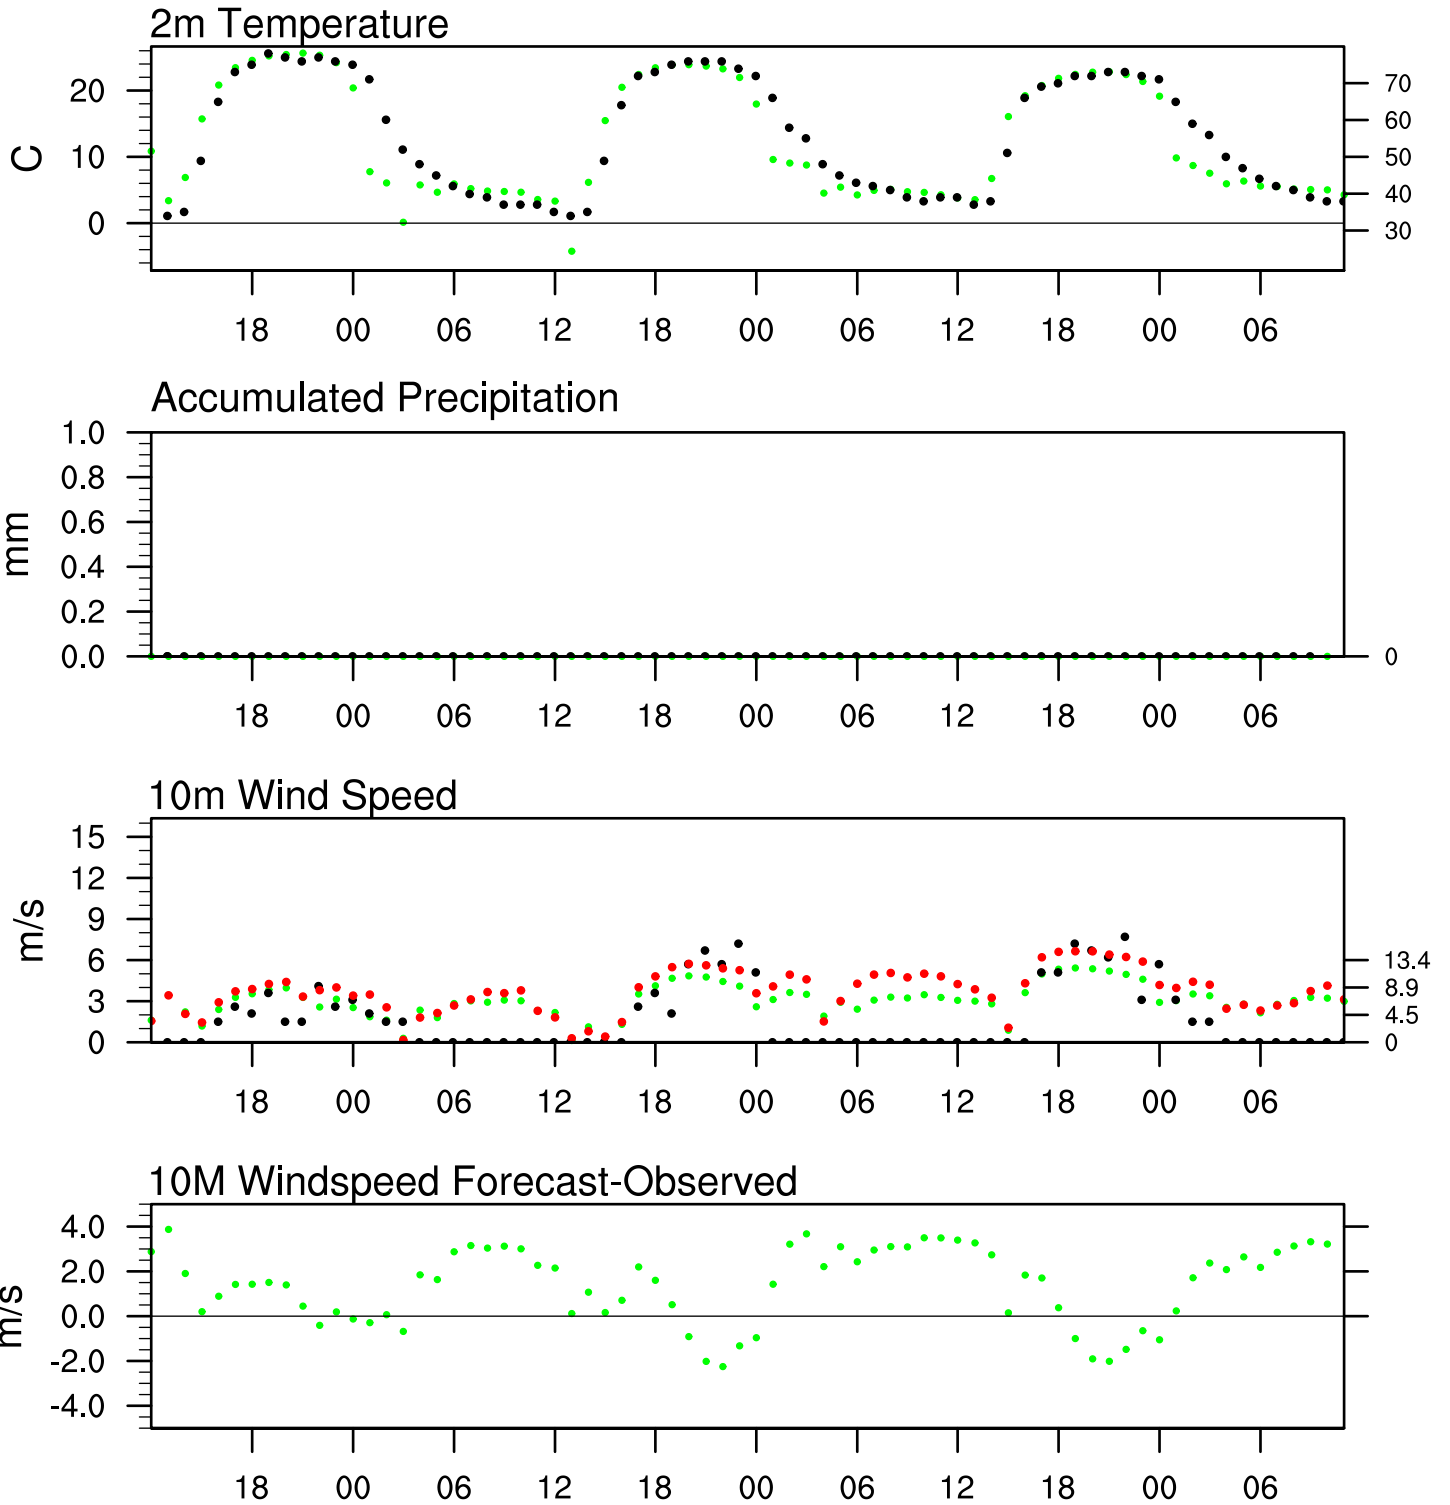 2m Temperature
C
20
10
0
70
60
50
40
30
18 00 06 12 18 00 06 12 18 00 06
Accumulated Precipitation
mm
1.0
0.8
0.6
0.4
0.2
0.0
0
18 00 06 12 18 00 06 12 18 00 06
10m Wind Speed
m/s
15
12
9
6
3
0
13.4
8.9
4.5
0
18 00 06 12 18 00 06 12 18 00 06
10M Windspeed Forecast-Observed
m/s
4.0
2.0
0.0
-2.0
-4.0
18 00 06 12 18 00 06 12 18 00 06